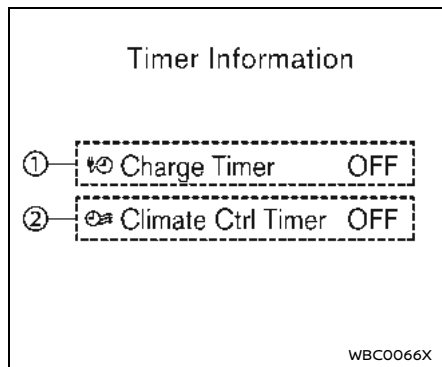 Timer Information
① Charge Timer OFF
② Climate Ctrl Timer OFF
WBC0066X